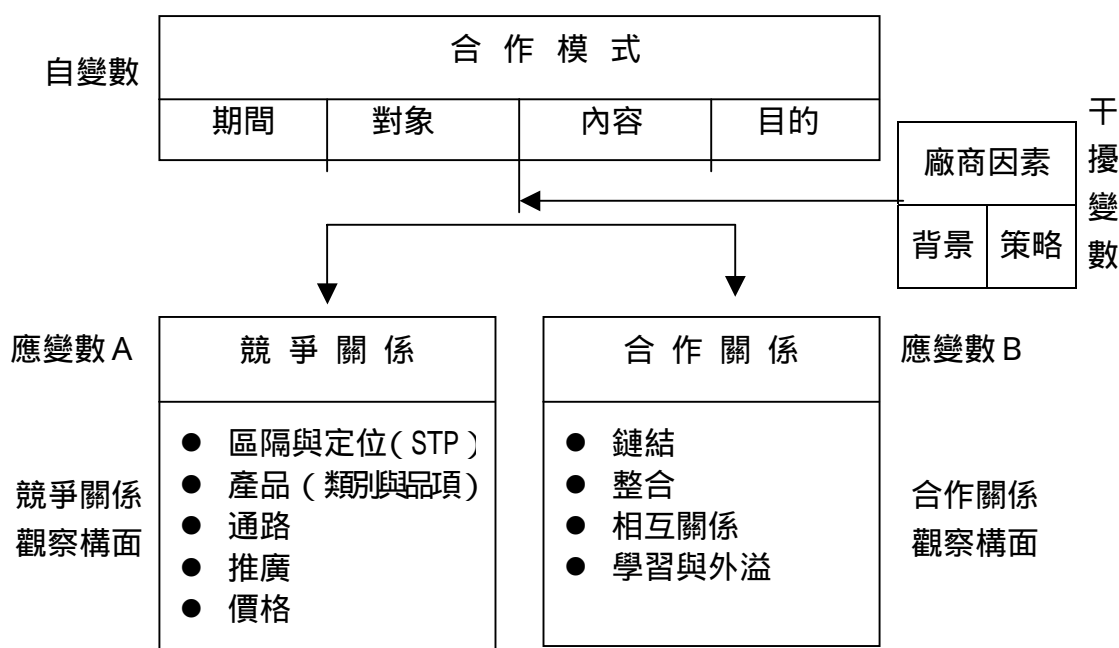 合 作 模 式
自變數
期間 對象 內容 目的
干擾變數
廠商因素
背景 策略
應變數 A
競 爭 關 係
合 作 關 係
應變數 B
● 區隔與定位（STP）
● 產品（類別與品項）
● 通路
● 推廣
● 價格
競爭關係
觀察構面
● 鏈結
● 整合
● 相互關係
● 學習與外溢
合作關係
觀察構面